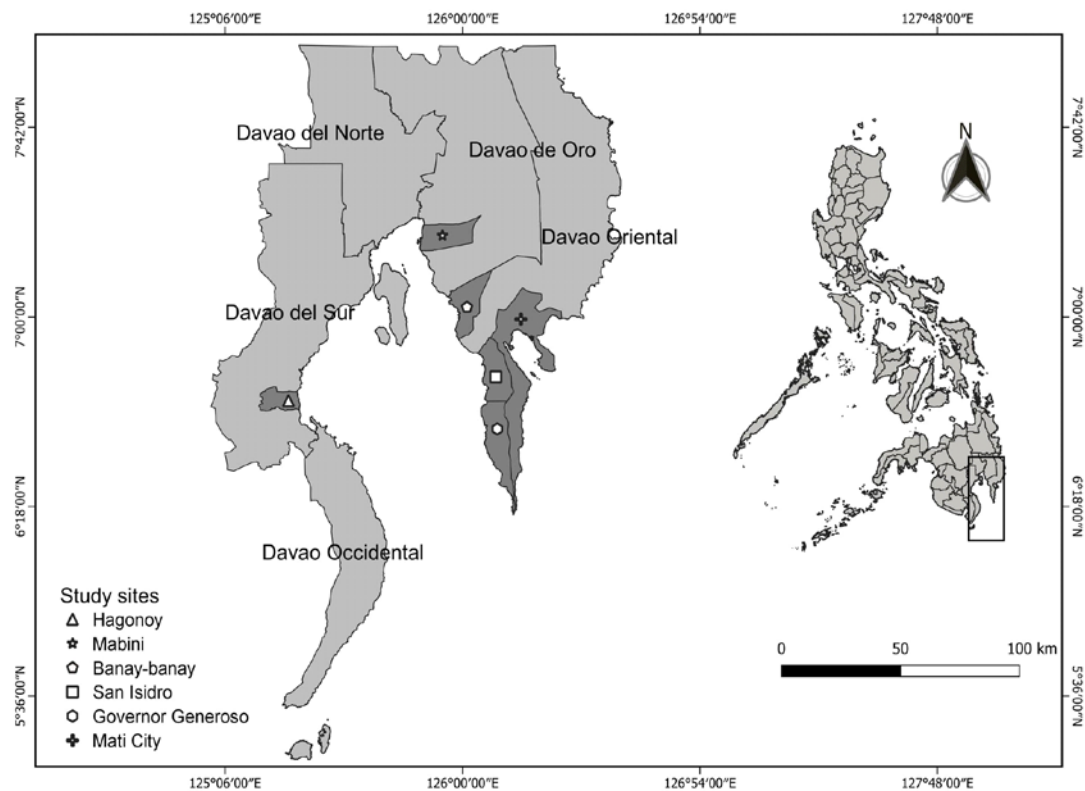 125°06′00″E 126°00′00″E 126°54′00″E 127°48′00″E
7°42′00″N
7°00′00″N
6°18′00″N
5°36′00″N
7°42′00″N
7°00′00″N
6°18′00″N
5°36′00″N
N
Davao del Norte
Davao de Oro
Davao Oriental
Davao del Sur
Davao Occidental
Study sites
Hagonoy
Mabini
Banay-banay
San Isidro
Governor Generoso
Mati City
0 50 100 km
125°06′00″E 126°00′00″E 126°54′00″E 127°48′00″E